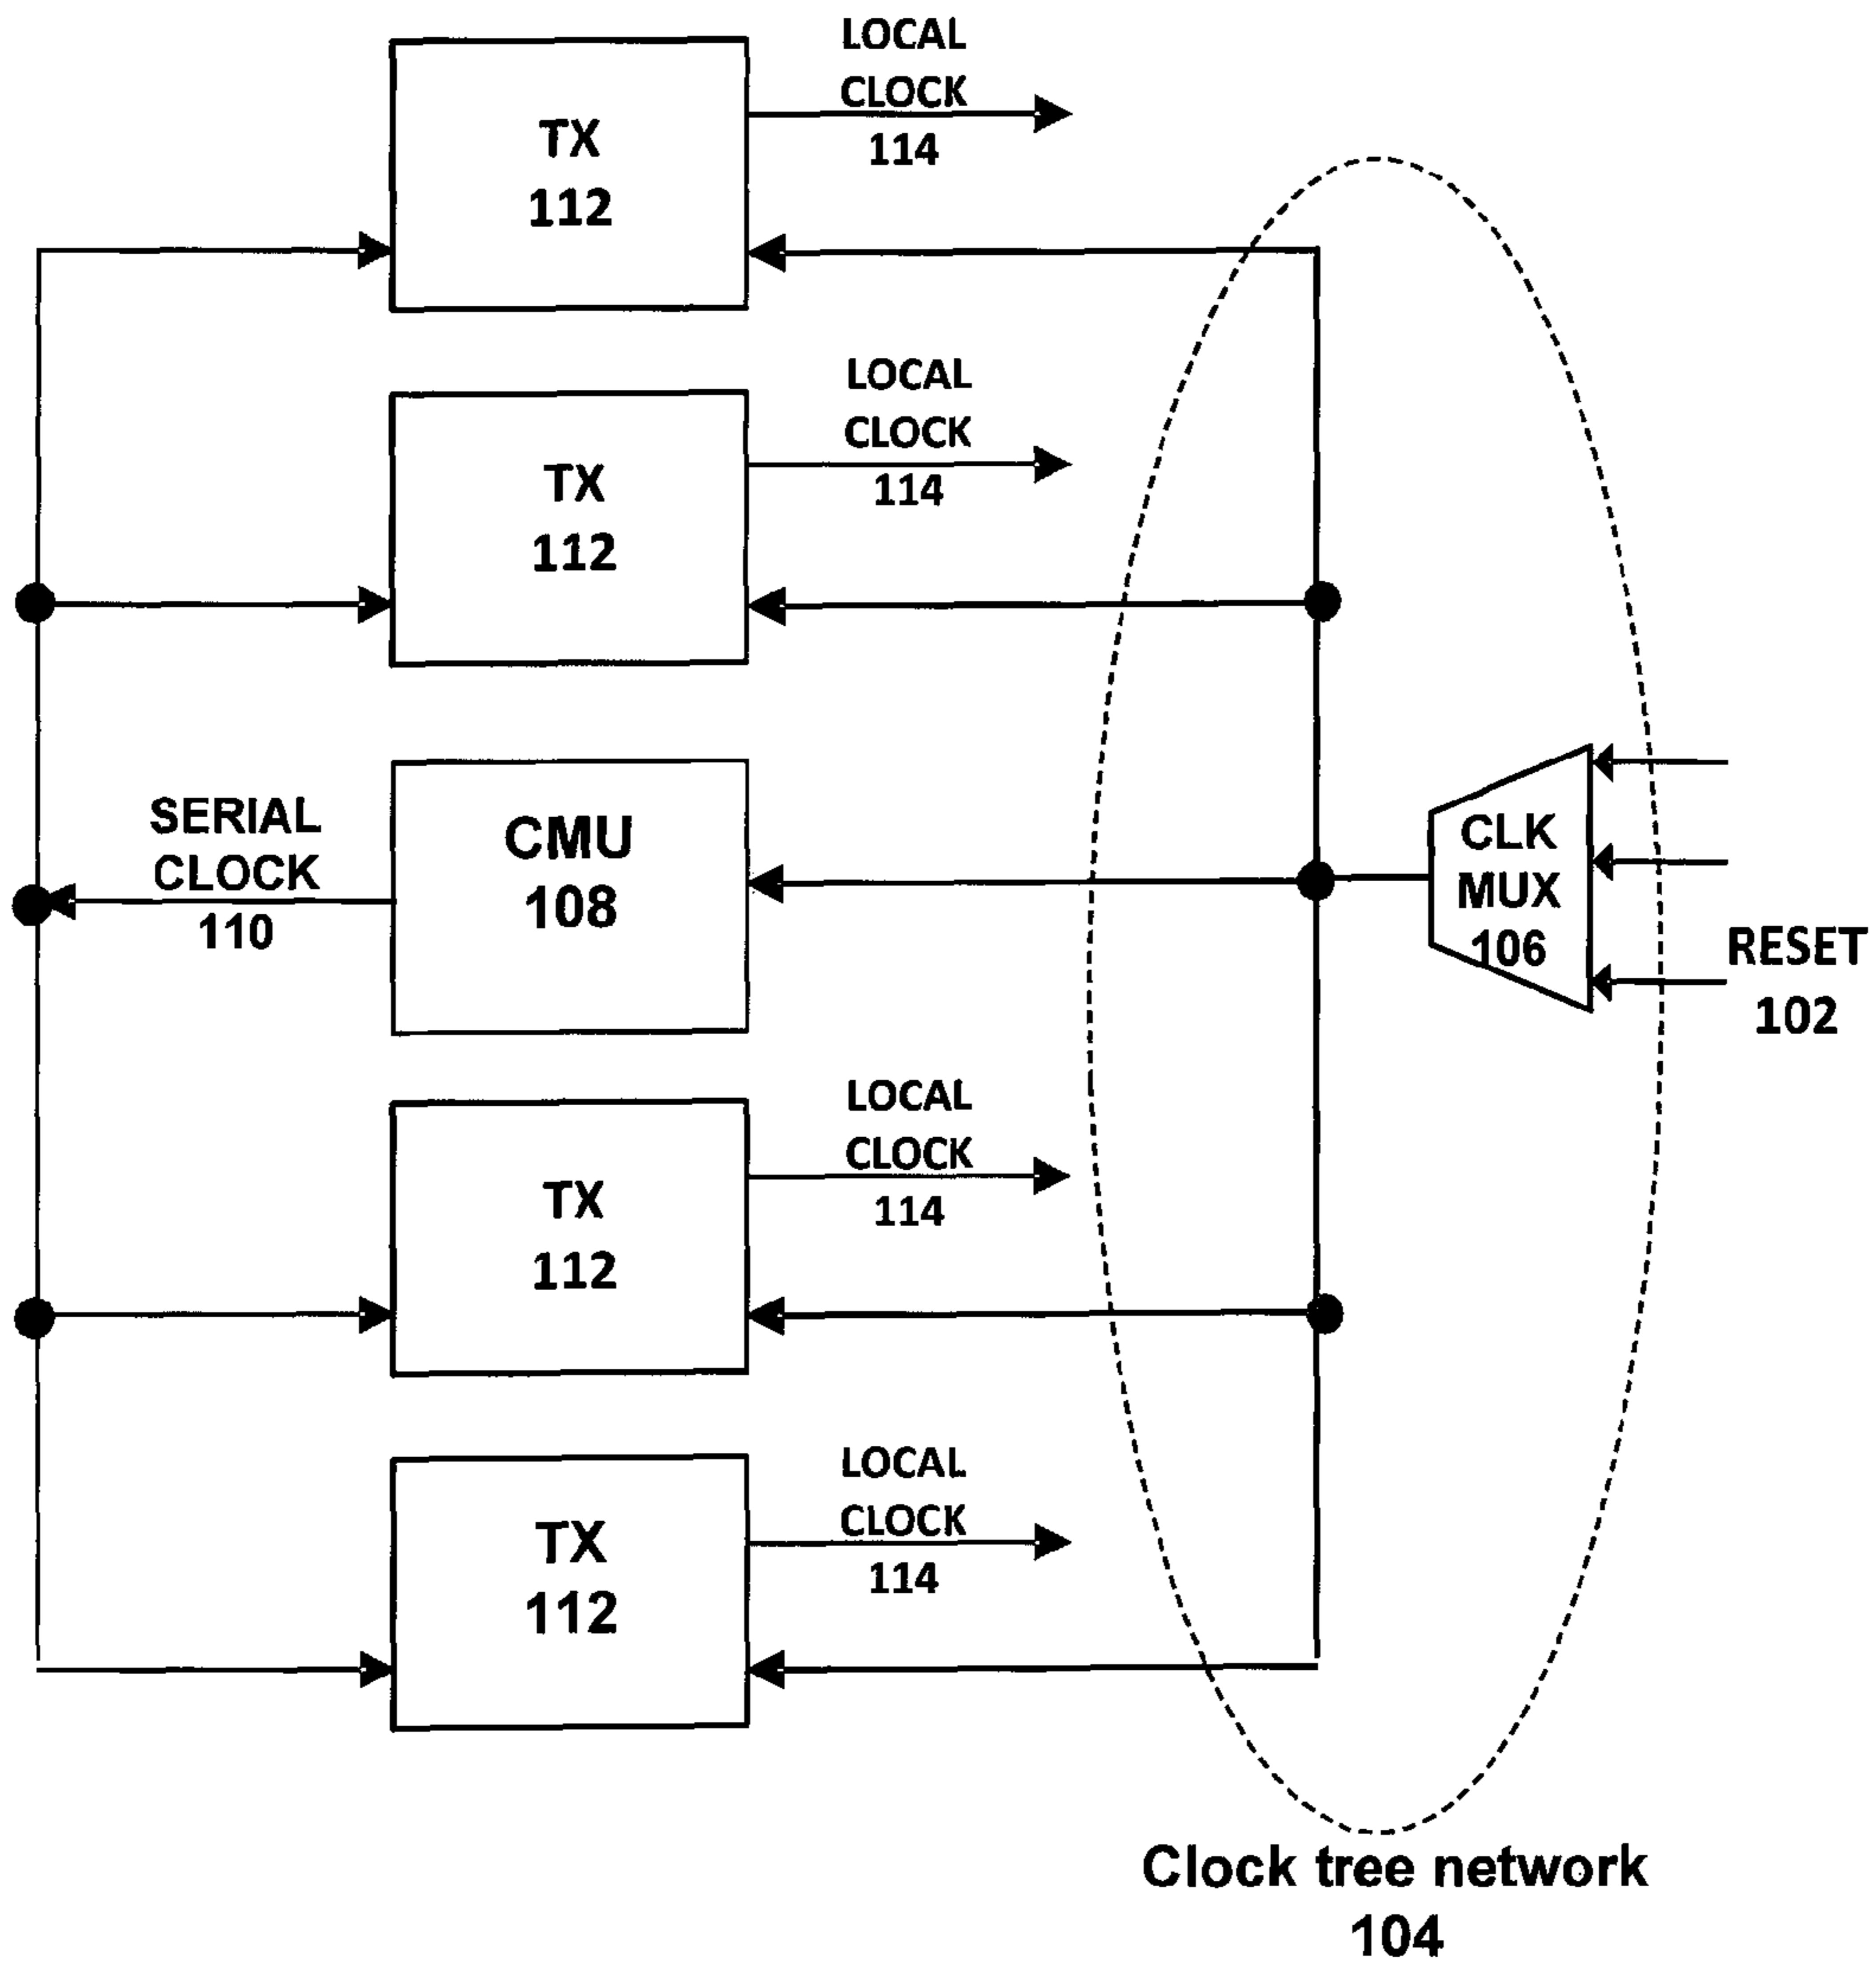 LOCAL
CLOCK
114
TX
112
LOCAL
CLOCK
114
TX
112
SERIAL
CLOCK
110
CMU
108
CLK
MUX
106
RESET
102
LOCAL
CLOCK
114
TX
112
LOCAL
CLOCK
114
TX
112
Clock tree network
104